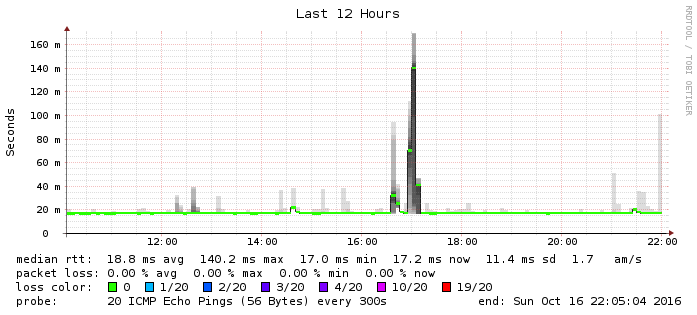 Last 12 Hours
RRDTOOL / TOBI OETIKER
Seconds
160 m
140 m
120 m
100 m
80 m
60 m
40 m
20 m
0
12:00 14:00 16:00 18:00 20:00 22:00
median rtt: 18.8 ms avg 140.2 ms max 17.0 ms min 17.2 ms now 11.4 ms sd 1.7 am/s
packet loss: 0.00 % avg 0.00 % max 0.00 % min 0.00 % now
loss color: 0 1/20 2/20 3/20 4/20 10/20 19/20
probe: 20 ICMP Echo Pings (56 Bytes) every 300s end: Sun Oct 16 22:05:04 2016